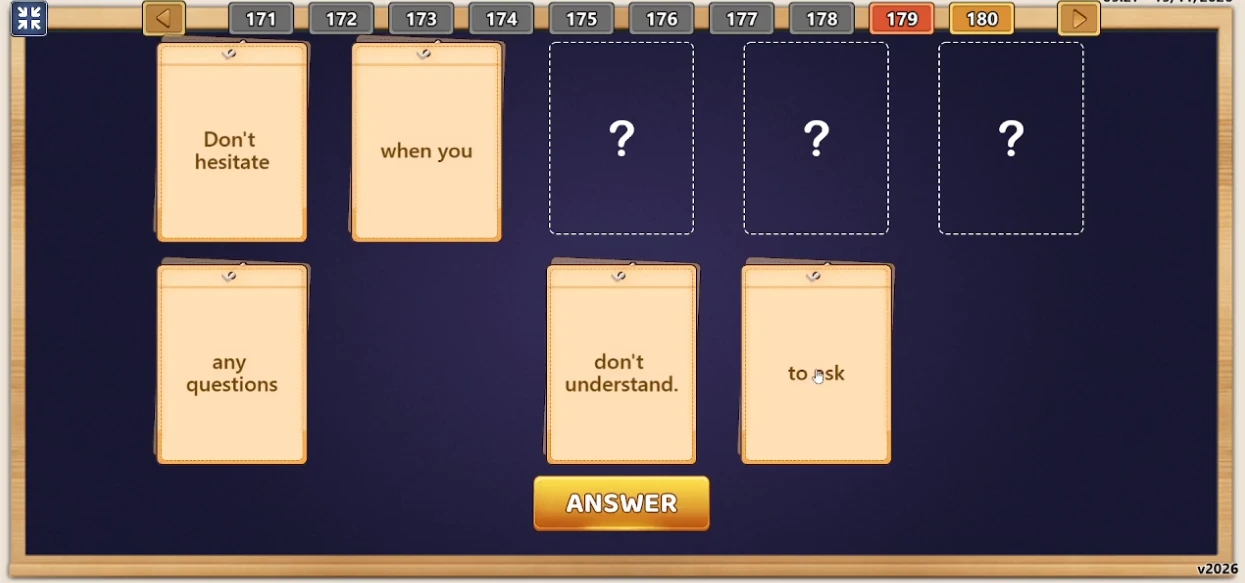 171 172 173 174 175 176 177 178 179 180
Don't
hesitate
when you
?
?
?
any
questions
don't
understand.
to ask
ANSWER
v2026